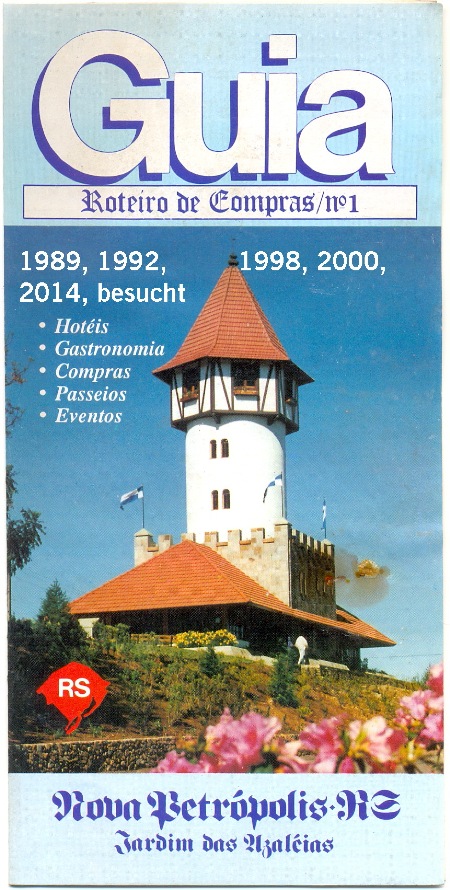 Guia
Roteiro de Compras/nº1
1989, 1992, 1998, 2000,
2014, besucht
• Hotéis
• Gastronomia
• Compras
• Passeios
• Eventos
RS
Nova Petrópolis-RS
Jardim das Azaléias